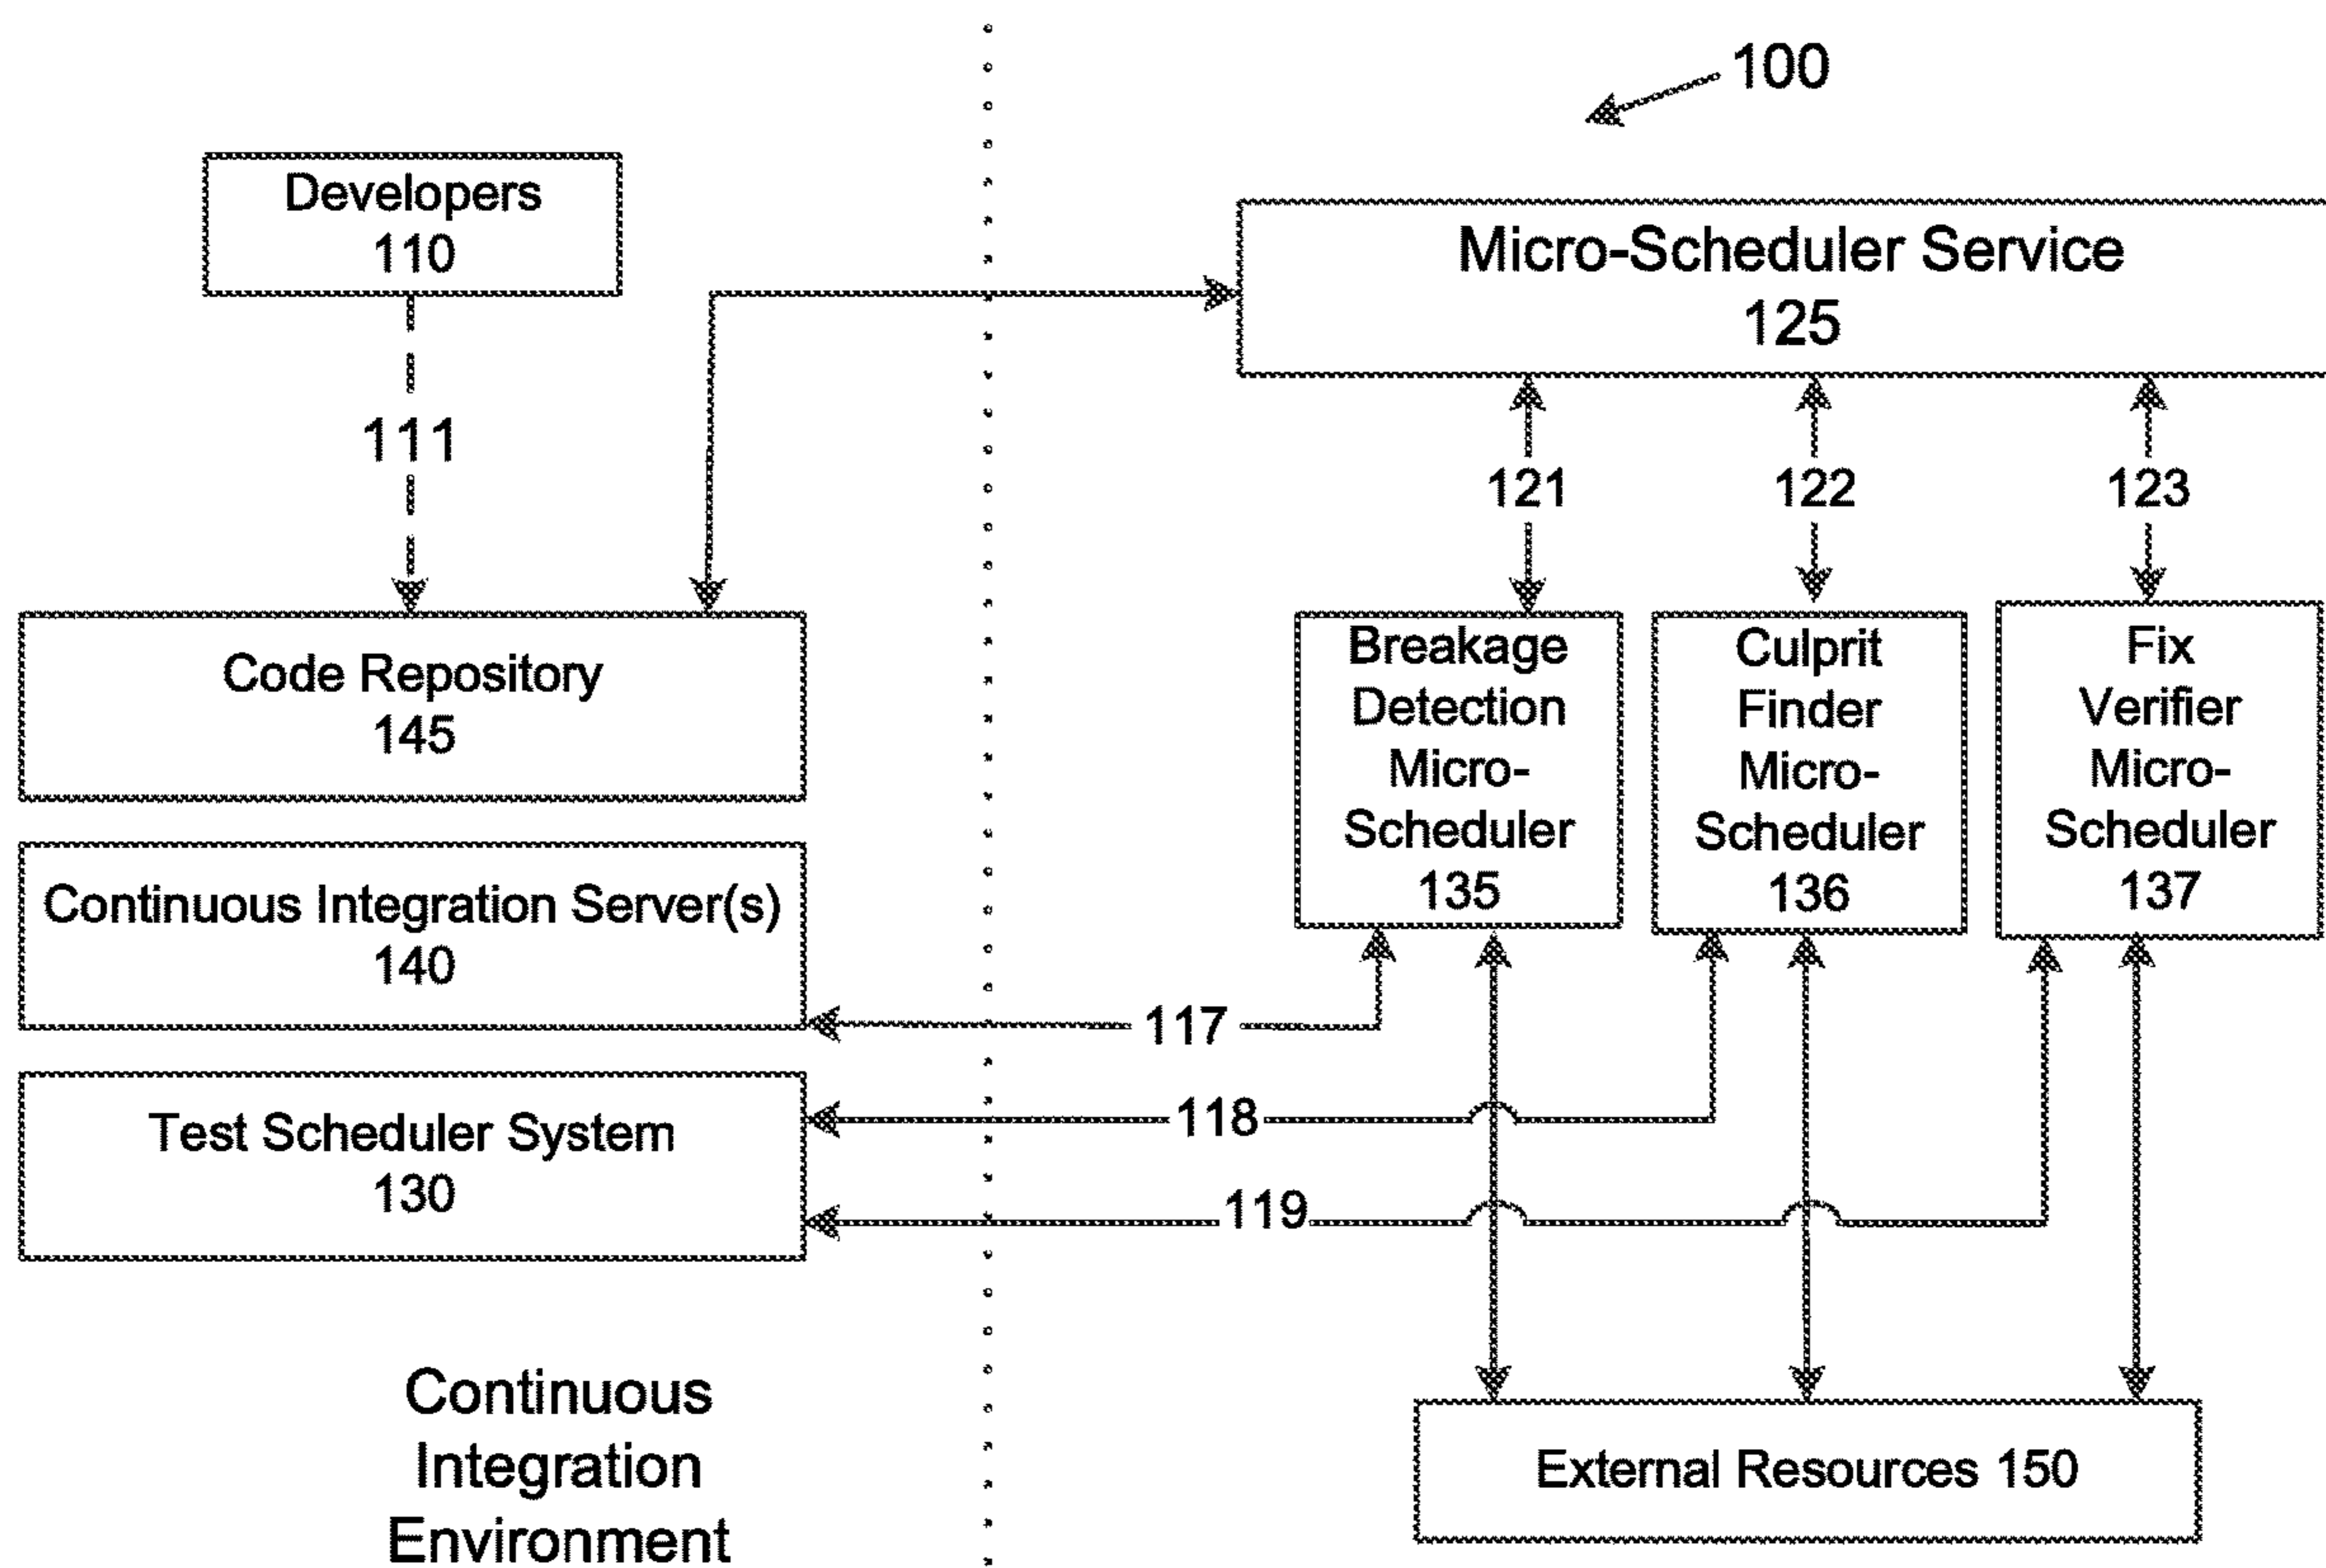 100
Developers
110
Micro-Scheduler Service
125
111
121
122
123
Code Repository
145
Breakage
Detection
Micro-
Scheduler
135
Culprit
Finder
Micro-
Scheduler
136
Fix
Verifier
Micro-
Scheduler
137
Continuous Integration Server(s)
140
117
Test Scheduler System
130
118
119
Continuous
Integration
Environment
External Resources 150